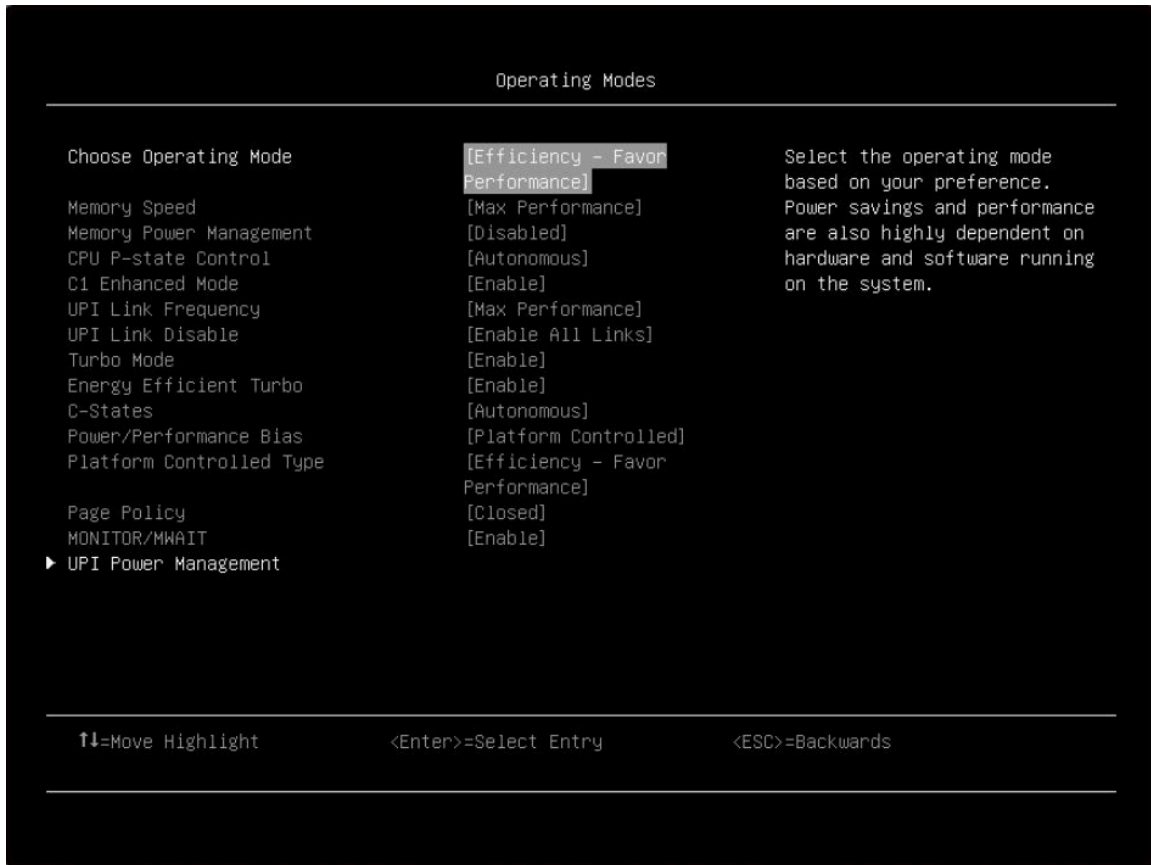 Operating Modes
Choose Operating Mode [Efficiency – Favor Performance]
Memory Speed [Max Performance]
Memory Power Management [Disabled]
CPU P-state Control [Autonomous]
C1 Enhanced Mode [Enable]
UPI Link Frequency [Max Performance]
UPI Link Disable [Enable All Links]
Turbo Mode [Enable]
Energy Efficient Turbo [Enable]
C-States [Autonomous]
Power/Performance Bias [Platform Controlled]
Platform Controlled Type [Efficiency – Favor Performance]
Page Policy [Closed]
MONITOR/MWAIT [Enable]
▶ UPI Power Management
Select the operating mode
based on your preference.
Power savings and performance
are also highly dependent on
hardware and software running
on the system.
↑↓=Move Highlight <Enter>=Select Entry <ESC>=Backwards